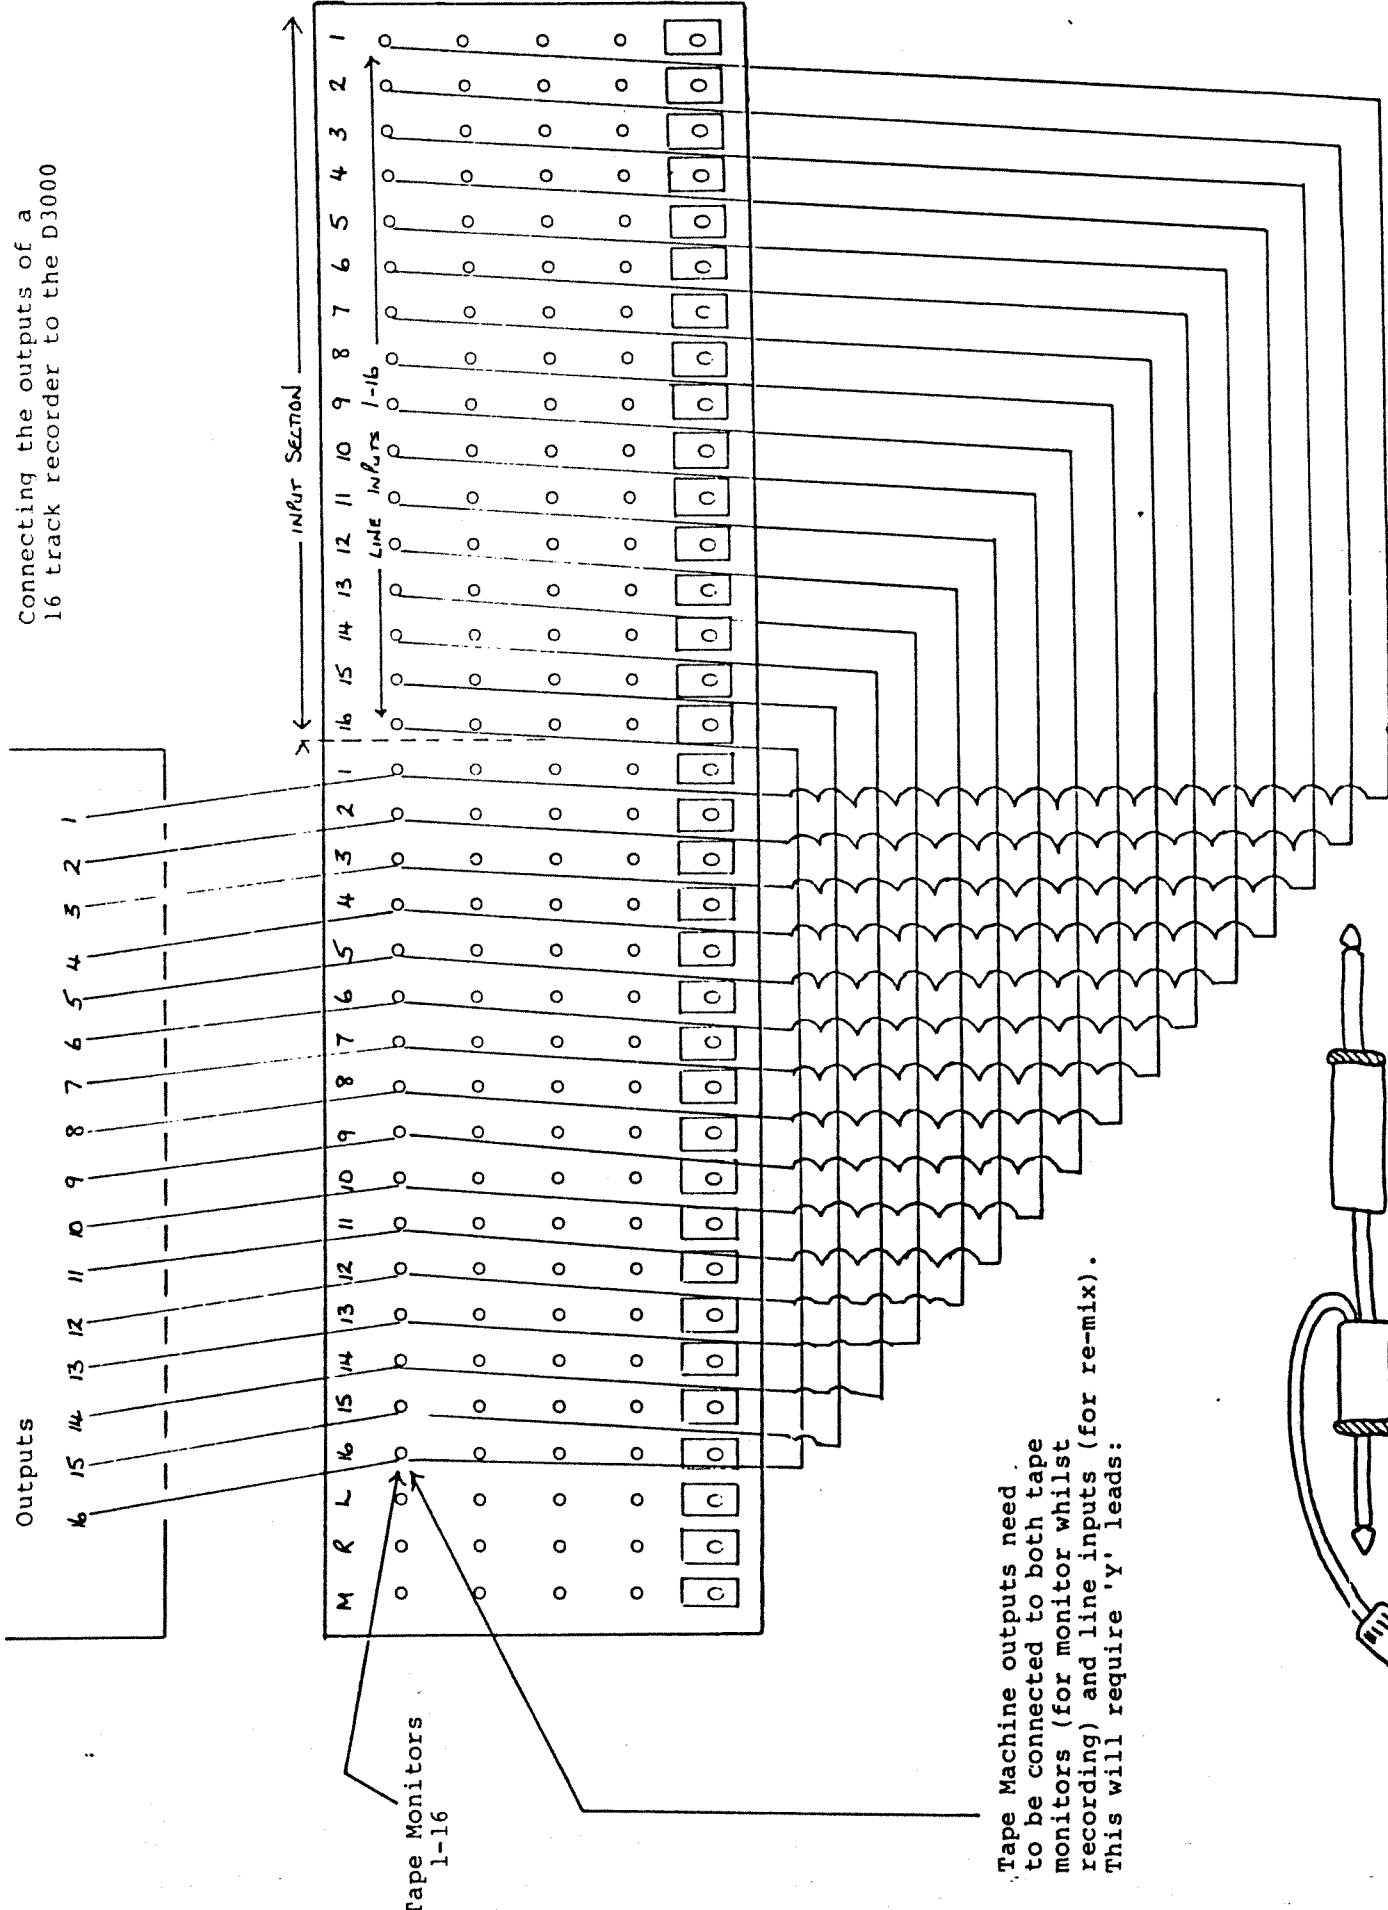 Connecting the outputs of a
16 track recorder to the D3000
Outputs
16 15 14 13 12 11 10 9 8 7 6 5 4 3 2 1
INPUT SECTION
M R L 16 15 14 13 12 11 10 9 8 7 6 5 4 3 2 1 16 15 14 13 12 11 10 9 8 7 6 5 4 3 2 1
LINE INPUTS 1-16
Tape Monitors
1-16
Tape Machine outputs need
to be connected to both tape
monitors (for monitor whilst
recording) and line inputs (for re-mix).
This will require 'Y' leads: